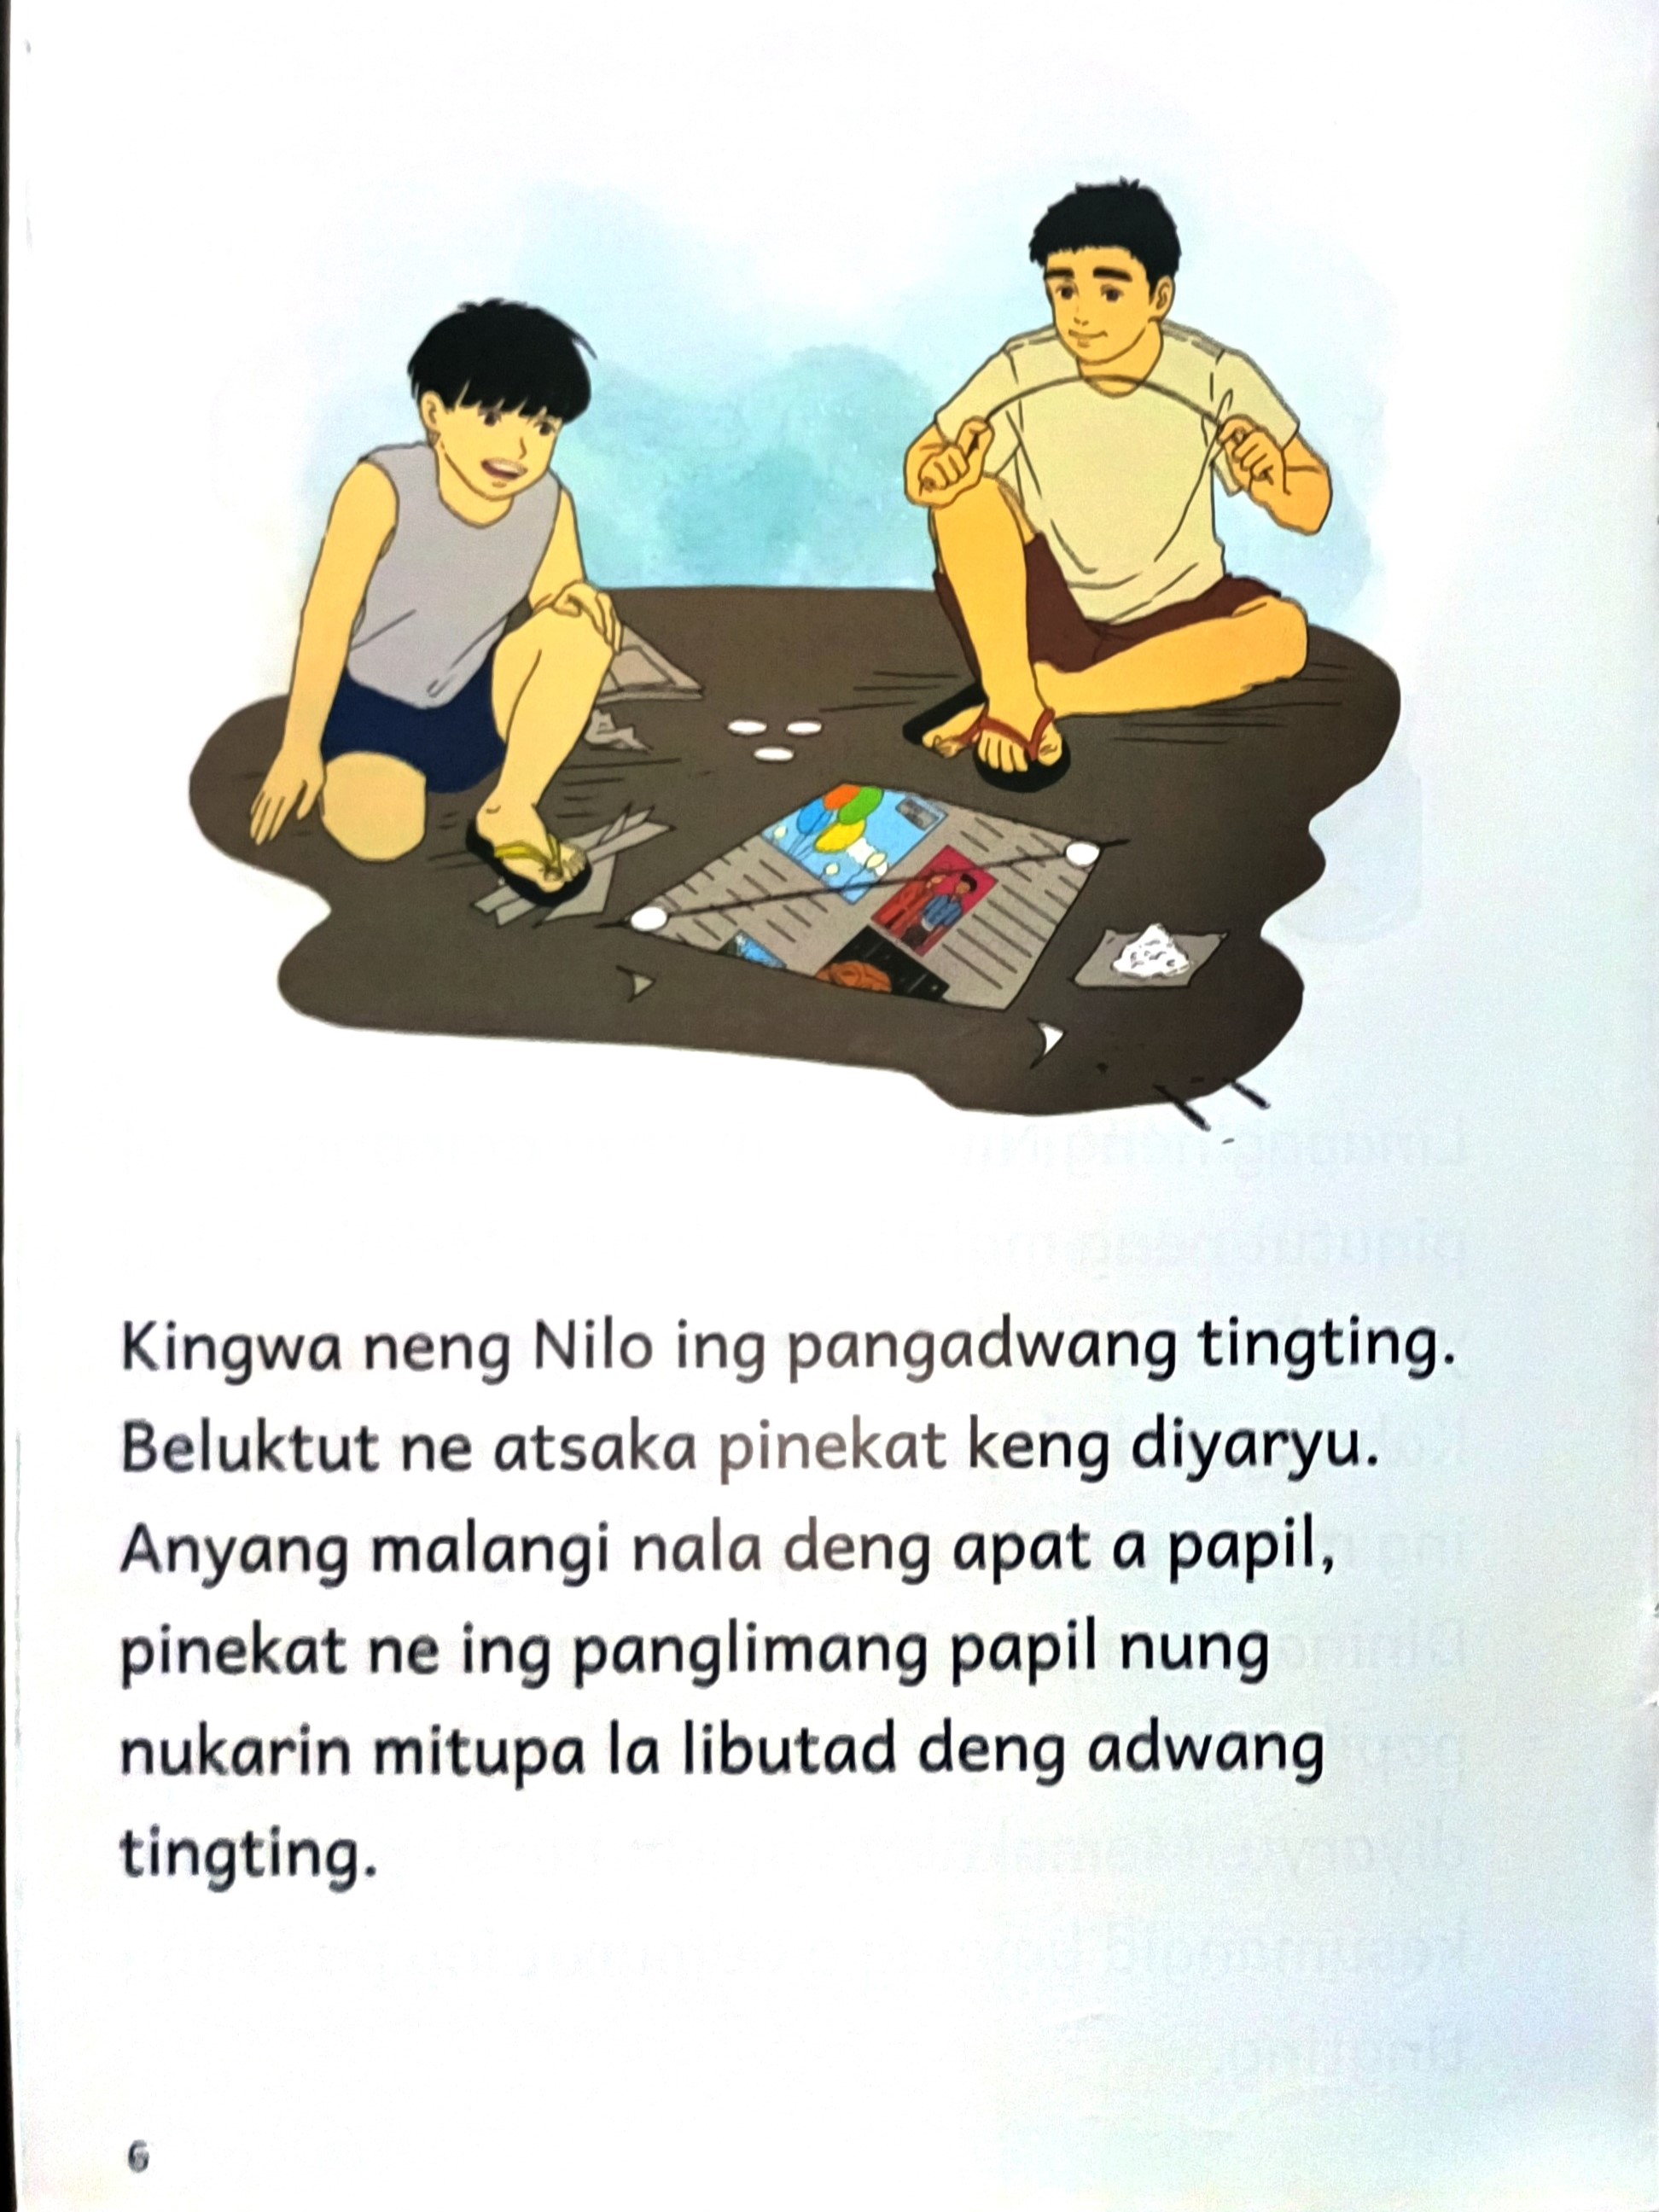 Kingwa neng Nilo ing pangadwang tingting.
Beluktut ne atsaka pinekat keng diyaryu.
Anyang malangi nala deng apat a papil,
pinekat ne ing panglimang papil nung
nukarin mitupa la libutad deng adwang
tingting.
6